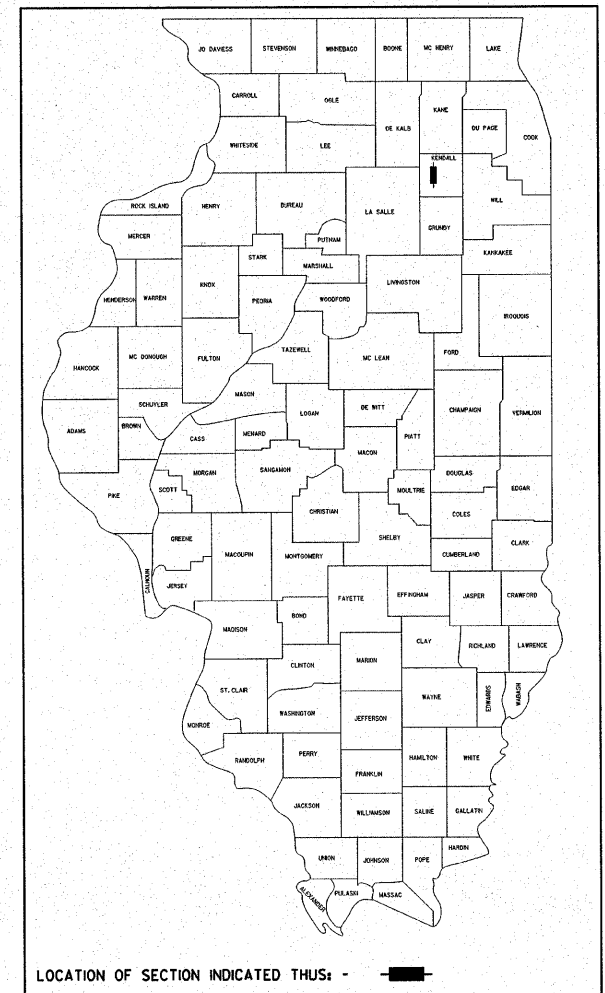 JO DAVIESS STEVENSON WINNEBAGO BOONE MC HENRY LAKE
CARROLL OGLE DE KALB KANE DU PAGE COOK
WHITESIDE LEE KENDALL
ROCK ISLAND HENRY BUREAU LA SALLE WILL
MERCER PUTNAM GRUNDY
STARK MARSHALL KANKAKEE
HENDERSON WARREN KNOX PEORIA WOODFORD LIVINGSTON IROQUOIS
HANCOCK MC DONOUGH FULTON TAZEWELL MC LEAN FORD
MASON
SCHUYLER LOGAN DE WITT CHAMPAIGN VERMILION
ADAMS BROWN CASS MENARD MACON PIATT
PIKE SCOTT MORGAN SANGAMON MOULTRIE DOUGLAS EDGAR
CHRISTIAN COLES
GREENE MACOUPIN MONTGOMERY SHELBY CUMBERLAND CLARK
CALHOUN JERSEY FAYETTE EFFINGHAM JASPER CRAWFORD
MADISON BOND
CLAY RICHLAND LAWRENCE
CLINTON MARION
ST. CLAIR WAYNE EDWARDS WABASH
MONROE WASHINGTON JEFFERSON
RANDOLPH PERRY HAMILTON WHITE
FRANKLIN
JACKSON WILLIAMSON SALINE GALLATIN
UNION JOHNSON POPE HARDIN
ALEXANDER PULASKI MASSAC
LOCATION OF SECTION INDICATED THUS: -